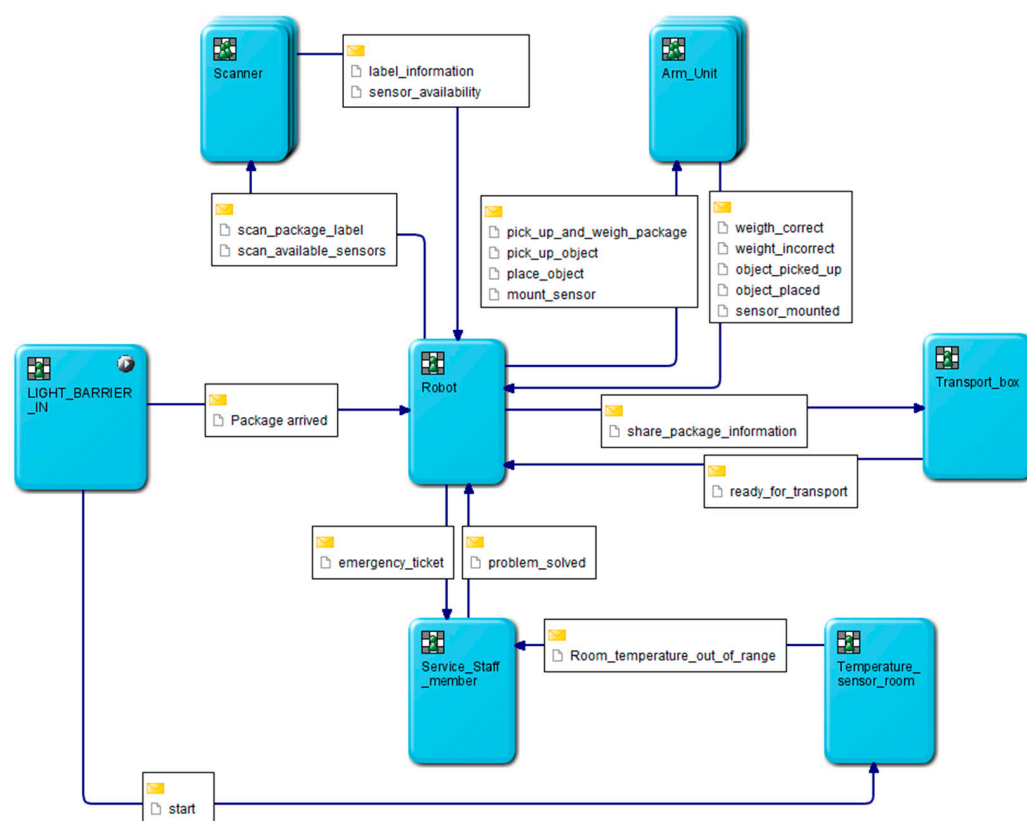 Scanner
label_information
sensor_availability
Arm_Unit
scan_package_label
scan_available_sensors
pick_up_and_weigh_package
pick_up_object
place_object
mount_sensor
weigth_correct
weight_incorrect
object_picked_up
object_placed
sensor_mounted
LIGHT_BARRIER
_IN
Package arrived
Robot
Transport_box
share_package_information
ready_for_transport
emergency_ticket
problem_solved
Service_Staff
_member
Room_temperature_out_of_range
Temperature_
sensor_room
start